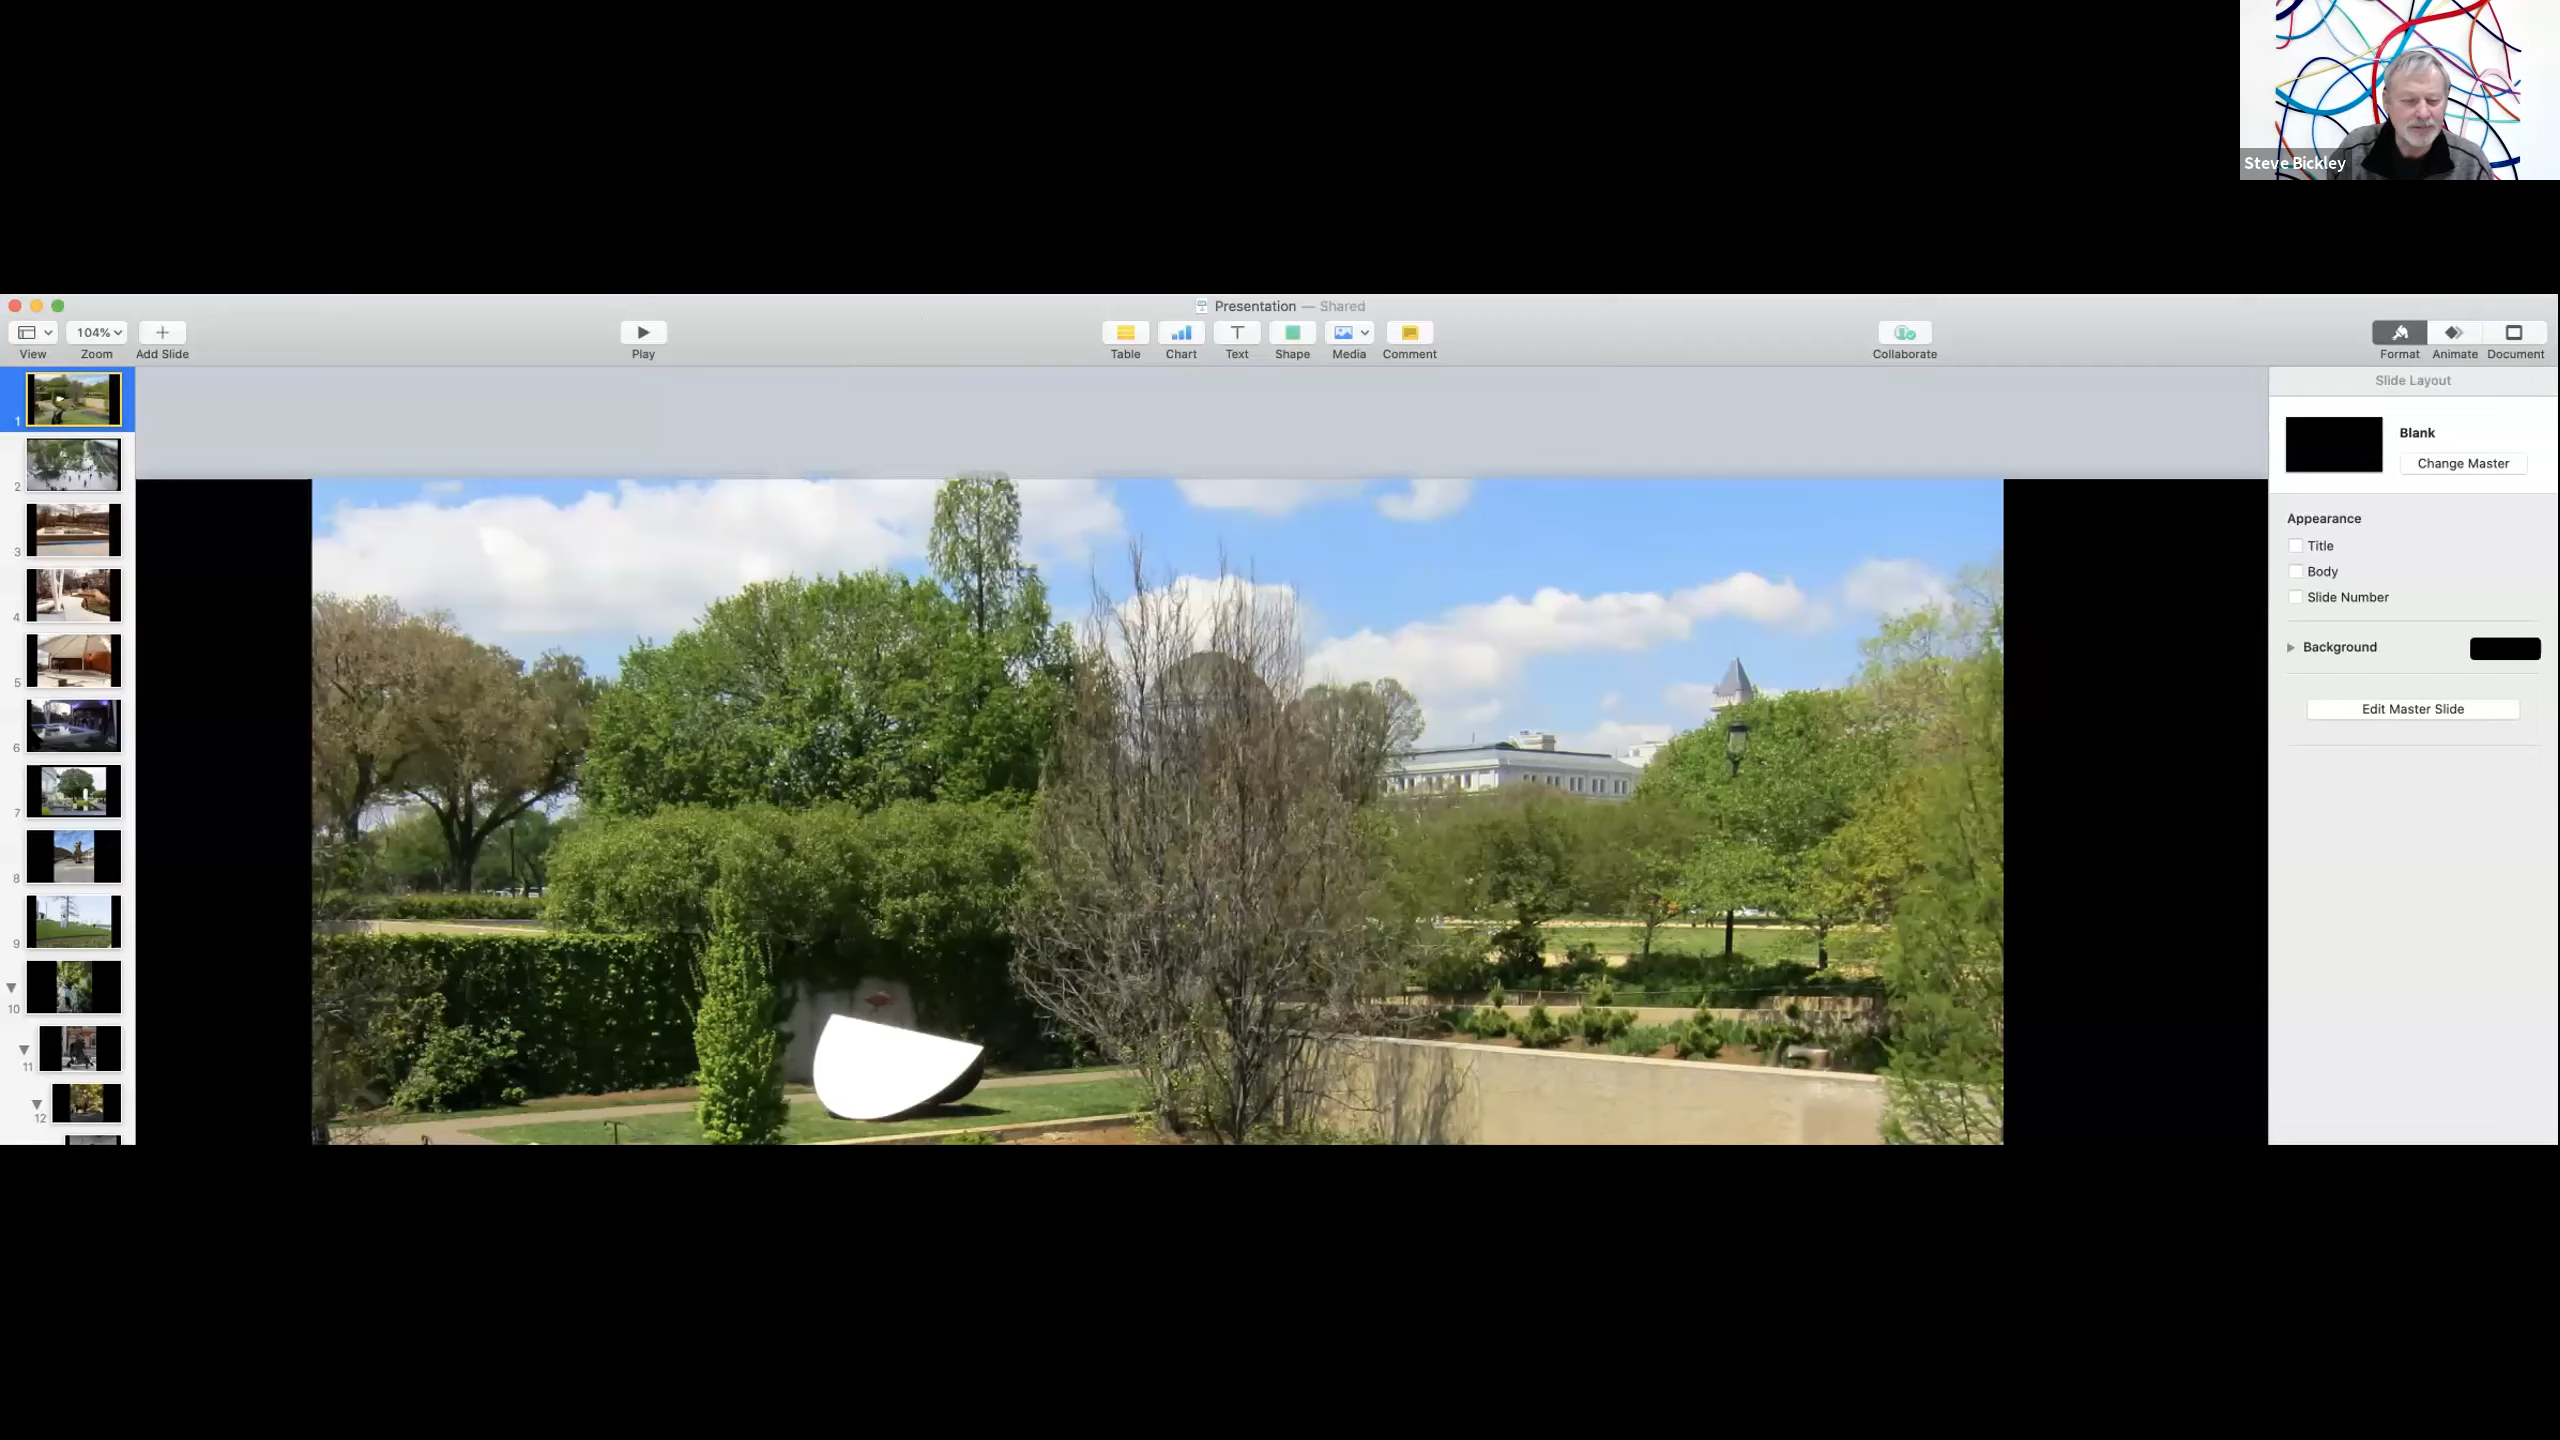 Steve Bickley
Presentation — Shared
104%
View
Zoom
Add Slide
Play
Table
Chart
Text
Shape
Media
Comment
Collaborate
Format
Animate
Document
1
2
3
4
5
6
7
8
9
10
11
12
Slide Layout
Blank
Change Master
Appearance
Title
Body
Slide Number
Background
Edit Master Slide